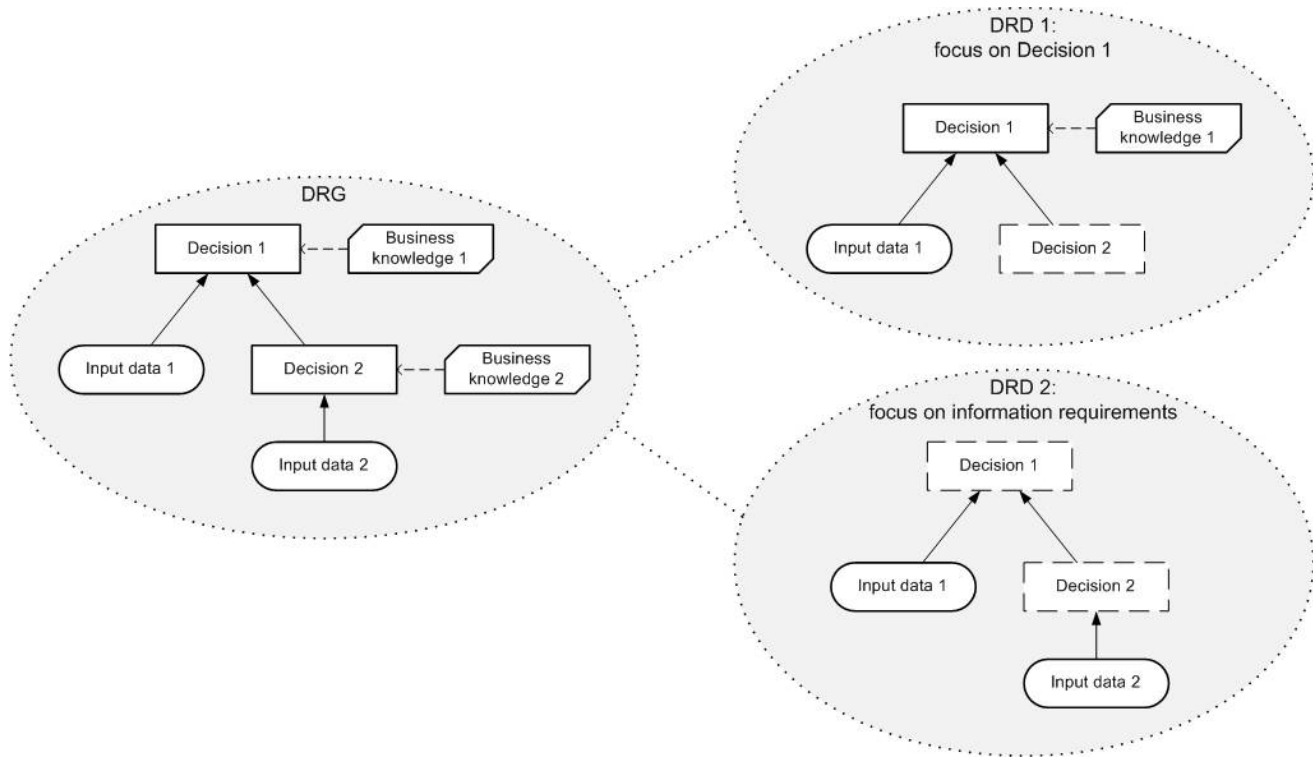 DRG
Decision 1
Business
knowledge 1
Input data 1
Decision 2
Business
knowledge 2
Input data 2
DRD 1:
focus on Decision 1
Decision 1
Business
knowledge 1
Input data 1
Decision 2
DRD 2:
focus on information requirements
Decision 1
Input data 1
Decision 2
Input data 2